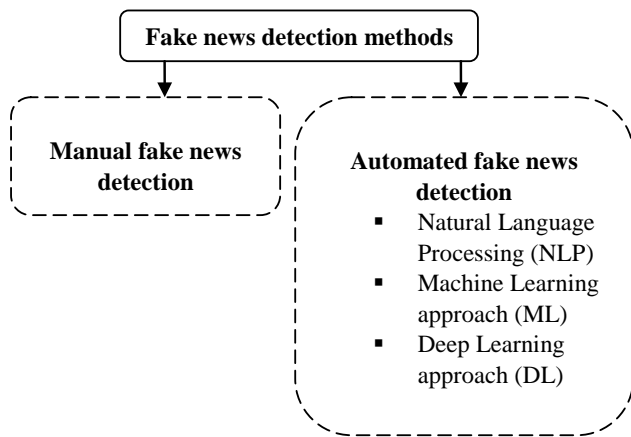 Fake news detection methods
Manual fake news
detection
Automated fake news
detection
▪ Natural Language
Processing (NLP)
▪ Machine Learning
approach (ML)
▪ Deep Learning
approach (DL)